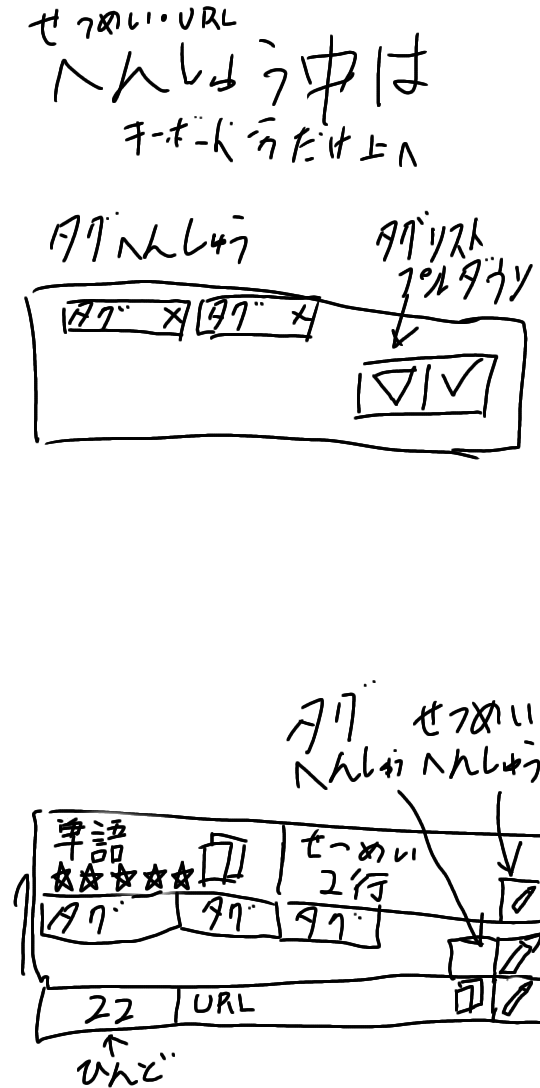 せつめい・URL
へんしゅう中は
キーボード分だけ上へ
タグへんしゅう
タグリスト
プルダウン
タグ× タグ×
タグ
へんしゅう
せつめい
へんしゅう
単語
☆☆☆☆☆
せつめい
2行
タグ タグ タグ
22 URL
ひんど